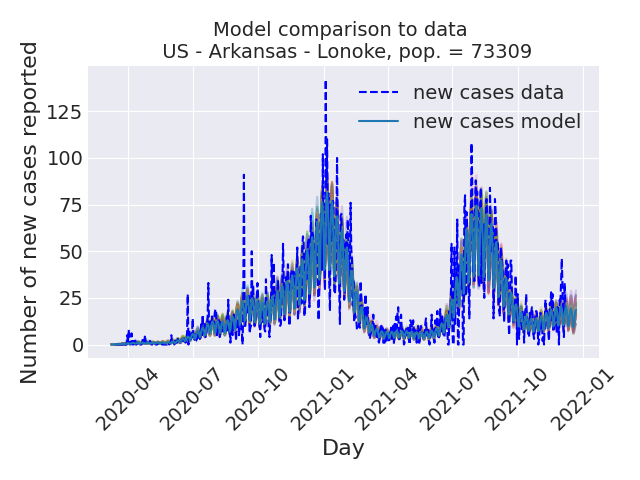 Model comparison to data
US - Arkansas - Lonoke, pop. = 73309
Number of new cases reported
125
100
75
50
25
0
new cases data
new cases model
2020-04
2020-07
2020-10
2021-01
2021-04
2021-07
2021-10
2022-01
Day